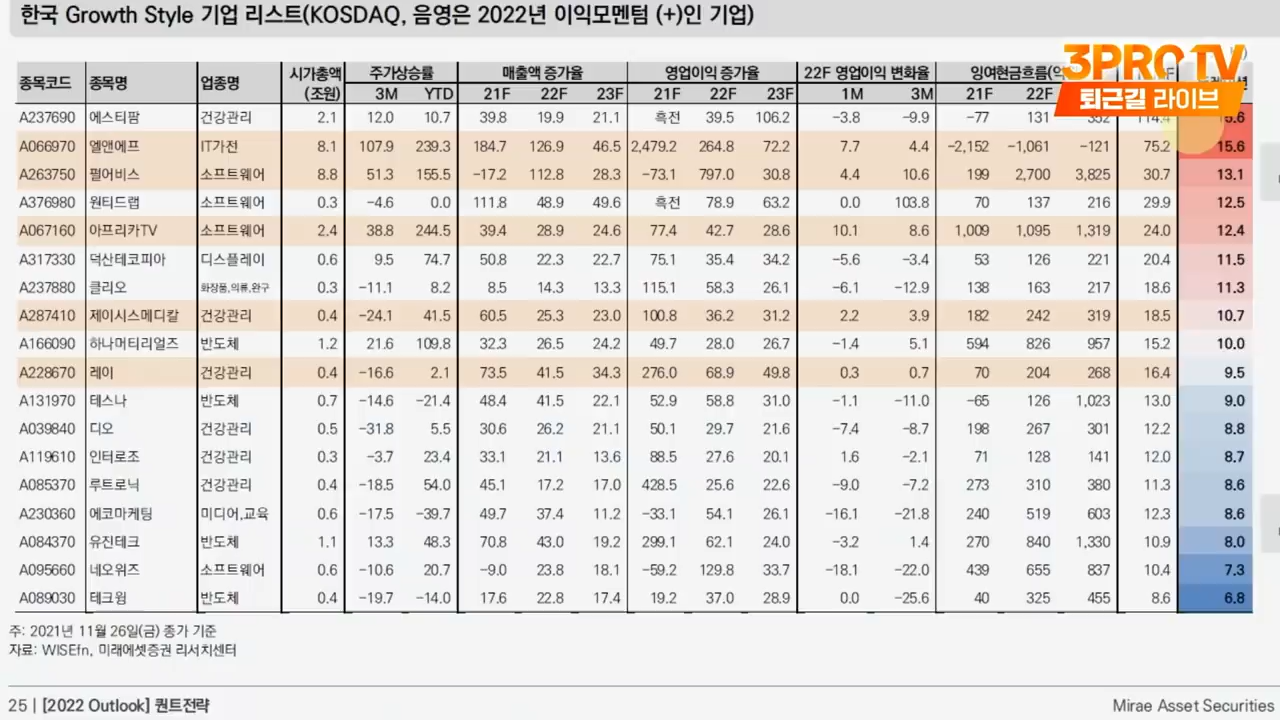 한국 Growth Style 기업 리스트(KOSDAQ, 음영은 2022년 이익모멘텀 (+)인 기업)
3PRO TV
퇴근길 라이브
종목코드 종목명 업종명 시가총액 (조원) 주가상승률 매출액 증가율 영업이익 증가율 22F 영업이익 변화율 잉여현금흐름(억
3M YTD 21F 22F 23F 21F 22F 23F 1M 3M 21F 22F
A237690 에스티팜 건강관리 2.1 12.0 10.7 39.8 19.9 21.1 흑전 39.5 106.2 -3.8 -9.9 -77 131 352 114.4 15.6
A066970 엘앤에프 IT가전 8.1 107.9 239.3 184.7 126.9 46.5 2,479.2 264.8 72.2 7.7 4.4 -2,152 -1,061 -121 75.2 15.6
A263750 펄어비스 소프트웨어 8.8 51.3 155.5 -17.2 112.8 28.3 -73.1 797.0 30.8 4.4 10.6 199 2,700 3,825 30.7 13.1
A376980 원티드랩 소프트웨어 0.3 -4.6 0.0 111.8 48.9 49.6 흑전 78.9 63.2 0.0 103.8 70 137 216 29.9 12.5
A067160 아프리카TV 소프트웨어 2.4 38.8 244.5 39.4 28.9 24.6 77.4 42.7 28.6 10.1 8.6 1,009 1,095 1,319 24.0 12.4
A317330 덕산테코피아 디스플레이 0.6 9.5 74.7 50.8 22.3 22.7 75.1 35.4 34.2 -5.6 -3.4 53 126 221 20.4 11.5
A237880 클리오 화장품,의류,완구 0.3 -11.1 8.2 8.5 14.3 13.3 115.1 58.3 26.1 -6.1 -12.9 138 163 217 18.6 11.3
A287410 제이시스메디칼 건강관리 0.4 -24.1 41.5 60.5 25.3 23.0 100.8 36.2 31.2 2.2 3.9 182 242 319 18.5 10.7
A166090 하나머티리얼즈 반도체 1.2 21.6 109.8 32.3 26.5 24.2 49.7 28.0 26.7 -1.4 5.1 594 826 957 15.2 10.0
A228670 레이 건강관리 0.4 -16.6 2.1 73.5 41.5 34.3 276.0 68.9 49.8 0.3 0.7 70 204 268 16.4 9.5
A131970 테스나 반도체 0.7 -14.6 -21.4 48.4 41.5 22.1 52.9 58.8 31.0 -1.1 -11.0 -65 126 1,023 13.0 9.0
A039840 디오 건강관리 0.5 -31.8 5.5 30.6 26.2 21.1 50.1 29.7 21.6 -7.4 -8.7 198 267 301 12.2 8.8
A119610 인터로조 건강관리 0.3 -3.7 23.4 33.1 21.1 13.6 88.5 27.6 20.1 1.6 -2.1 71 128 141 12.0 8.7
A085370 루트로닉 건강관리 0.4 -18.5 54.0 45.1 17.2 17.0 428.5 25.6 22.6 -9.0 -7.2 273 310 380 11.3 8.6
A230360 에코마케팅 미디어,교육 0.6 -17.5 -39.7 49.7 37.4 11.2 -33.1 54.1 26.1 -16.1 -21.8 240 519 603 12.3 8.6
A084370 유진테크 반도체 1.1 13.3 48.3 70.8 43.0 19.2 299.1 62.1 24.0 -3.2 1.4 270 840 1,330 10.9 8.0
A095660 네오위즈 소프트웨어 0.6 -10.6 20.7 -9.0 23.8 18.1 -59.2 129.8 33.7 -18.1 -22.0 439 655 837 10.4 7.3
A089030 테크윙 반도체 0.4 -19.7 -14.0 17.6 22.8 17.4 19.2 37.0 28.9 0.0 -25.6 40 325 455 8.6 6.8
주: 2021년 11월 26일(금) 종가 기준
자료: WISEfn, 미래에셋증권 리서치센터
25 | [2022 Outlook] 퀀트전략
Mirae Asset Securities